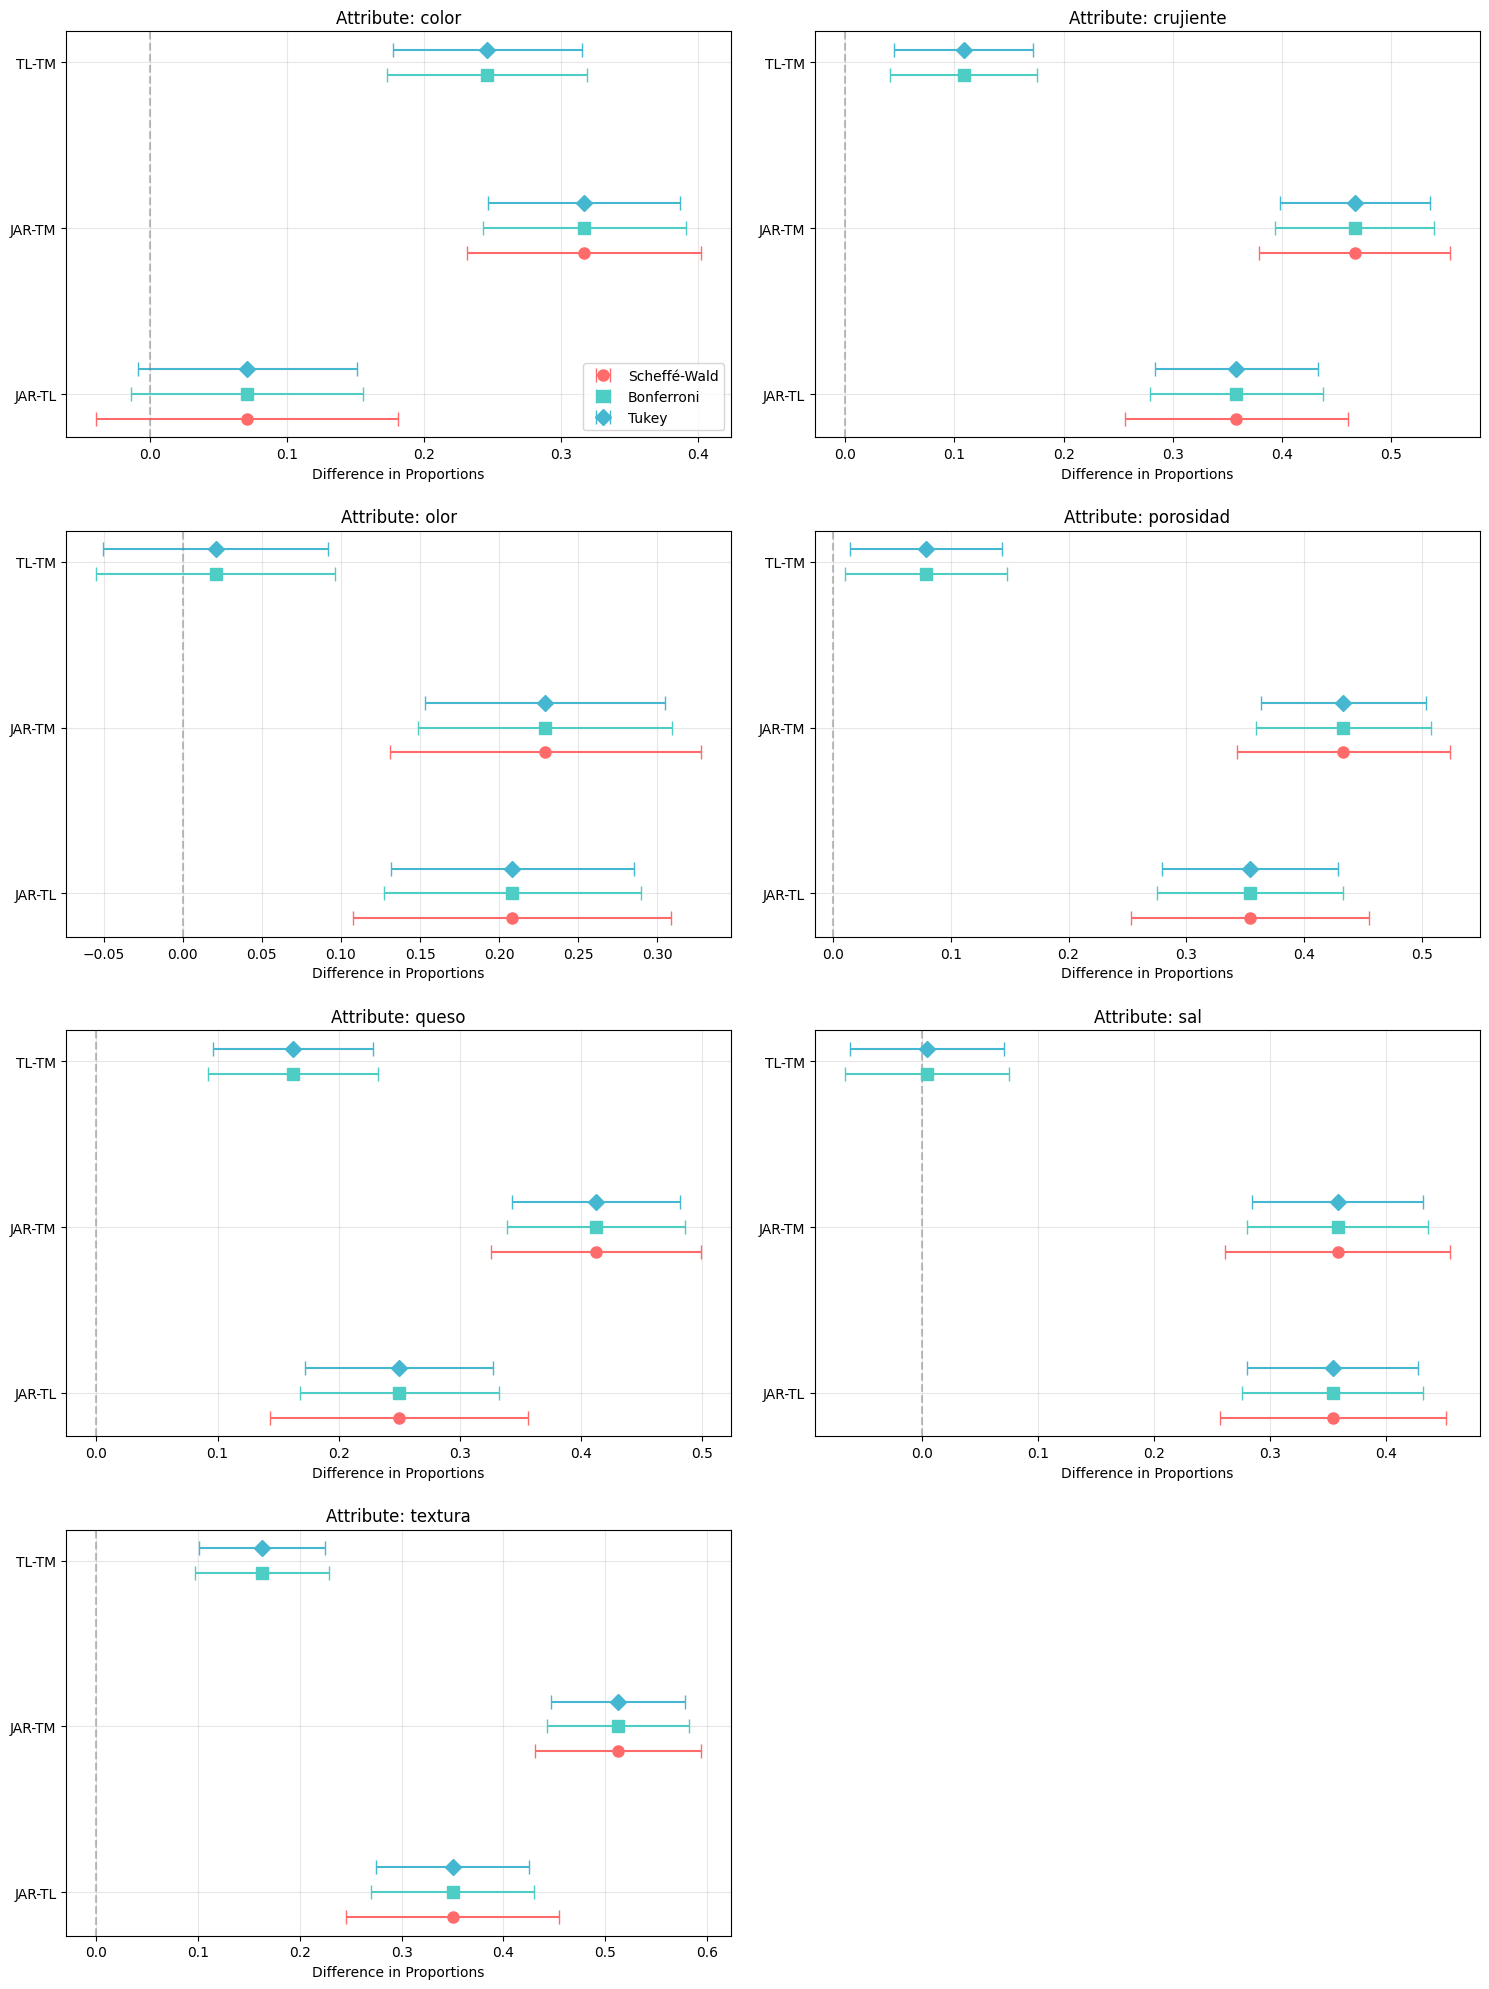 Attribute: color
TL-TM
JAR-TM
JAR-TL
Scheffé-Wald
Bonferroni
Tukey
0.0 0.1 0.2 0.3 0.4
Difference in Proportions
Attribute: crujiente
TL-TM
JAR-TM
JAR-TL
0.0 0.1 0.2 0.3 0.4 0.5
Difference in Proportions
Attribute: olor
TL-TM
JAR-TM
JAR-TL
−0.05 0.00 0.05 0.10 0.15 0.20 0.25 0.30
Difference in Proportions
Attribute: porosidad
TL-TM
JAR-TM
JAR-TL
0.0 0.1 0.2 0.3 0.4 0.5
Difference in Proportions
Attribute: queso
TL-TM
JAR-TM
JAR-TL
0.0 0.1 0.2 0.3 0.4 0.5
Difference in Proportions
Attribute: sal
TL-TM
JAR-TM
JAR-TL
0.0 0.1 0.2 0.3 0.4
Difference in Proportions
Attribute: textura
TL-TM
JAR-TM
JAR-TL
0.0 0.1 0.2 0.3 0.4 0.5 0.6
Difference in Proportions